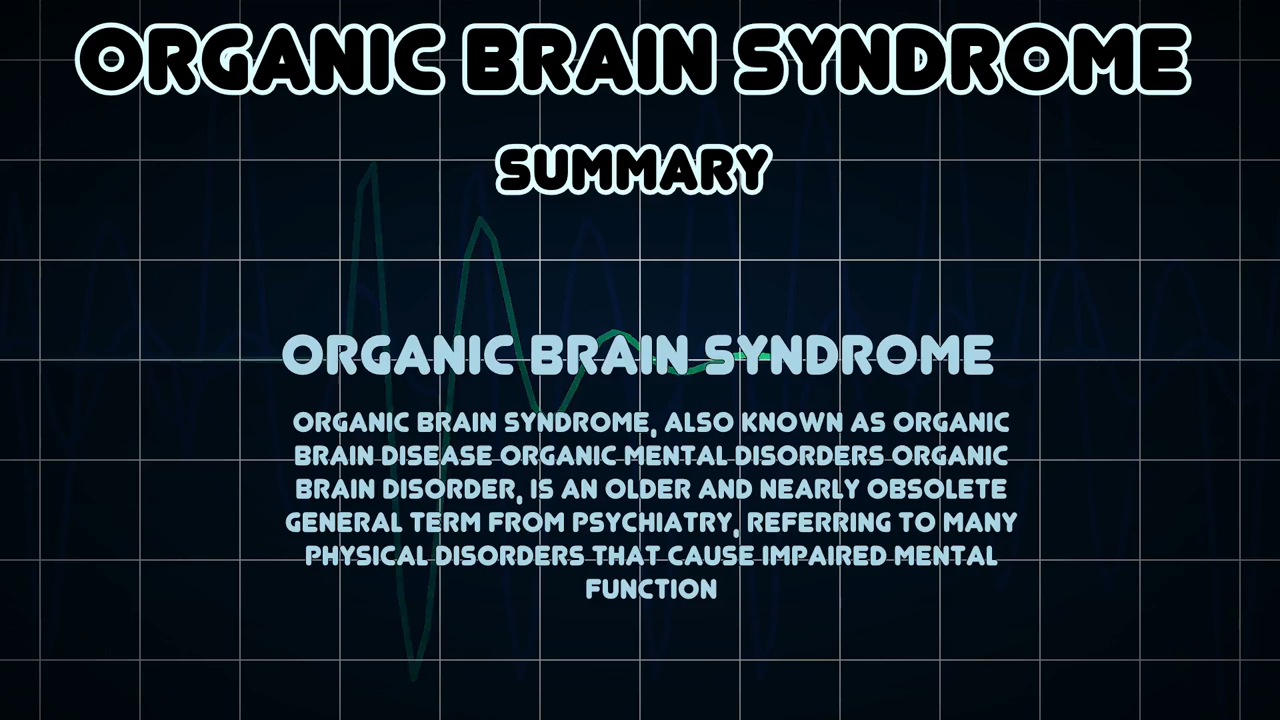 ORGANIC BRAIN SYNDROME
SUMMARY
ORGANIC BRAIN SYNDROME
ORGANIC BRAIN SYNDROME, ALSO KNOWN AS ORGANIC
BRAIN DISEASE ORGANIC MENTAL DISORDERS ORGANIC
BRAIN DISORDER, IS AN OLDER AND NEARLY OBSOLETE
GENERAL TERM FROM PSYCHIATRY, REFERRING TO MANY
PHYSICAL DISORDERS THAT CAUSE IMPAIRED MENTAL
FUNCTION